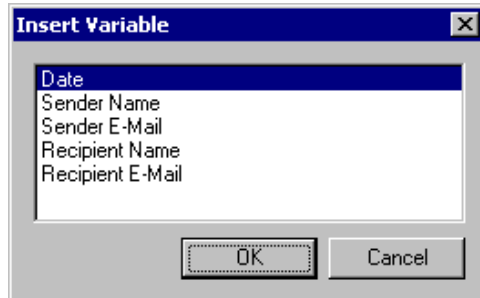 Insert Variable
Date
Sender Name
Sender E-Mail
Recipient Name
Recipient E-Mail
OK
Cancel